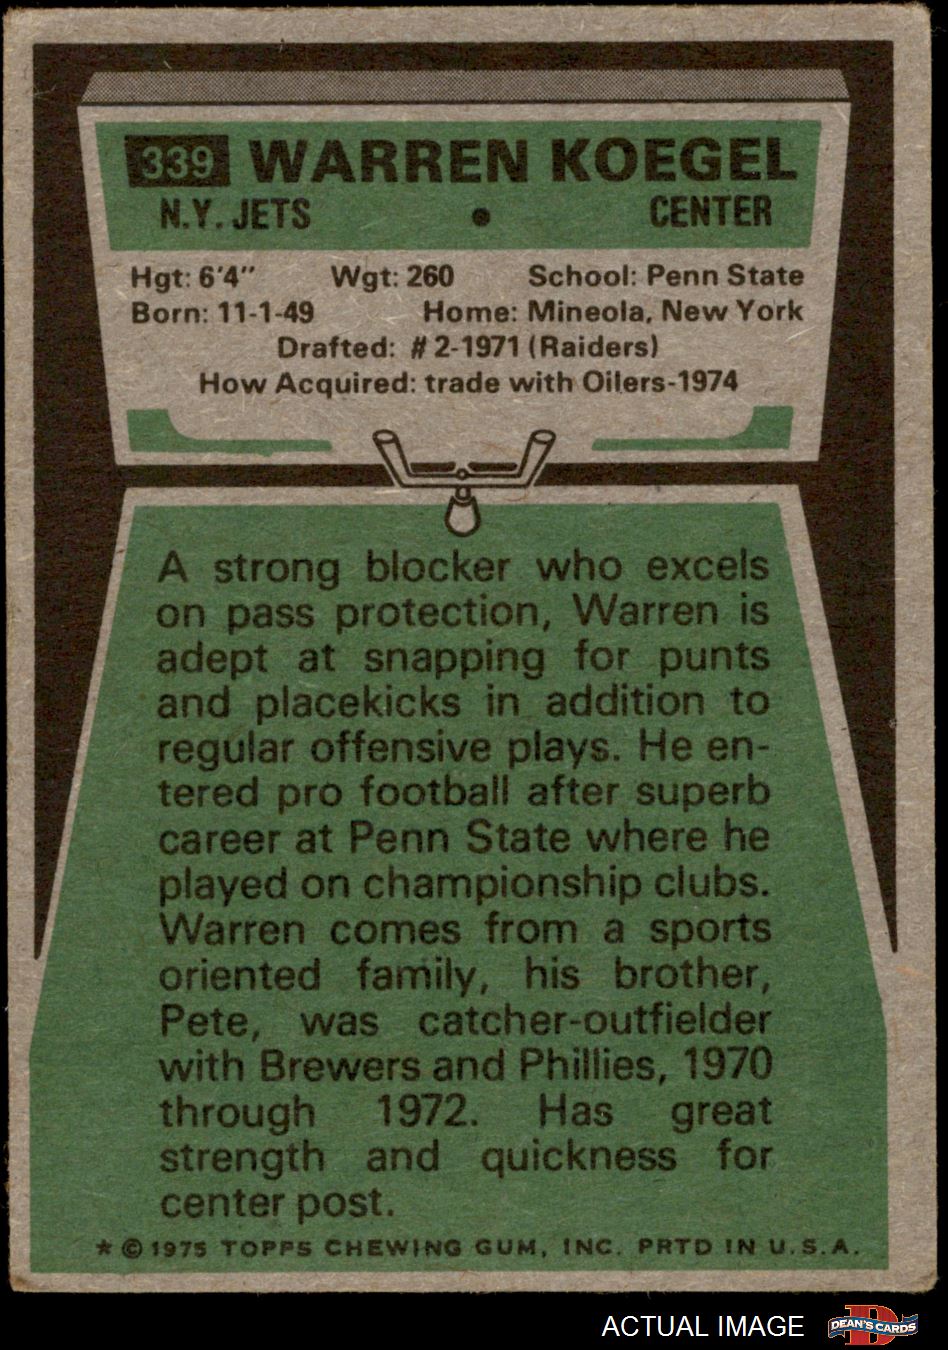 339 WARREN KOEGEL
N.Y. JETS • CENTER
Hgt: 6'4" Wgt: 260 School: Penn State
Born: 11-1-49 Home: Mineola, New York
Drafted: #2-1971 (Raiders)
How Acquired: trade with Oilers-1974
A strong blocker who excels
on pass protection, Warren is
adept at snapping for punts
and placekicks in addition to
regular offensive plays. He en-
tered pro football after superb
career at Penn State where he
played on championship clubs.
Warren comes from a sports
oriented family, his brother,
Pete, was catcher-outfielder
with Brewers and Phillies, 1970
through 1972. Has great
strength and quickness for
center post.
* © 1975 TOPPS CHEWING GUM, INC. PRTD IN U.S.A.
ACTUAL IMAGE D DEAN'S CARDS